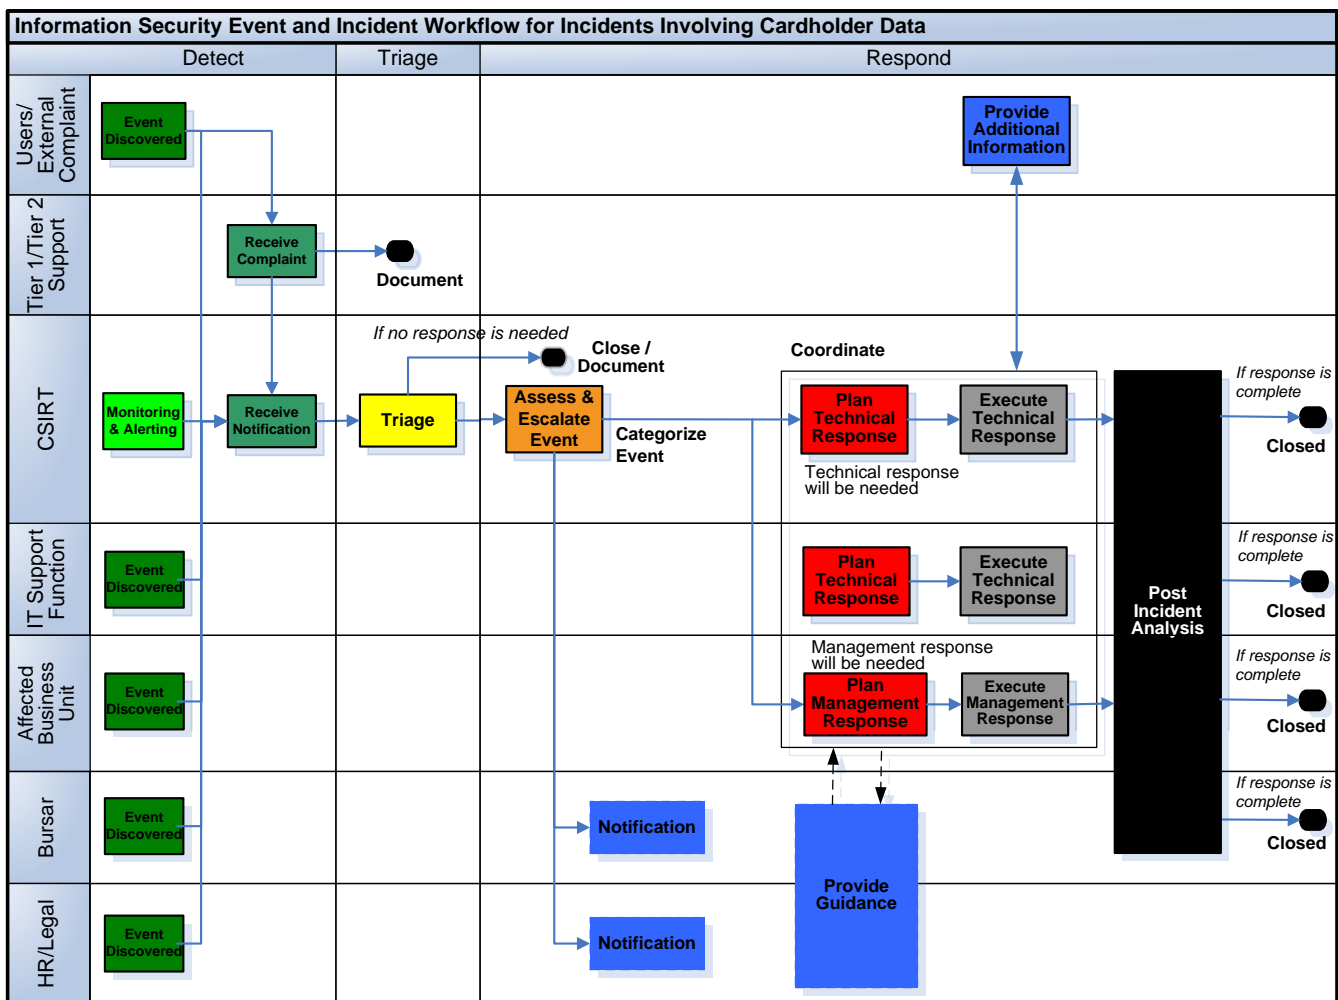 Information Security Event and Incident Workflow for Incidents Involving Cardholder Data
Detect
Triage
Respond
Users/
External
Complaint
Event
Discovered
Provide
Additional
Information
Tier 1/Tier 2
Support
Receive
Complaint
Document
CSIRT
If no response is needed
Close /
Document
Coordinate
Monitoring
& Alerting
Receive
Notification
Triage
Assess &
Escalate
Event
Categorize
Event
Plan
Technical
Response
Execute
Technical
Response
Technical response
will be needed
If response is
complete
Closed
IT Support
Function
Event
Discovered
Plan
Technical
Response
Execute
Technical
Response
Post
Incident
Analysis
If response is
complete
Closed
Affected
Business
Unit
Event
Discovered
Management response
will be needed
Plan
Management
Response
Execute
Management
Response
If response is
complete
Closed
Bursar
Event
Discovered
Notification
If response is
complete
Closed
Provide
Guidance
HR/Legal
Event
Discovered
Notification